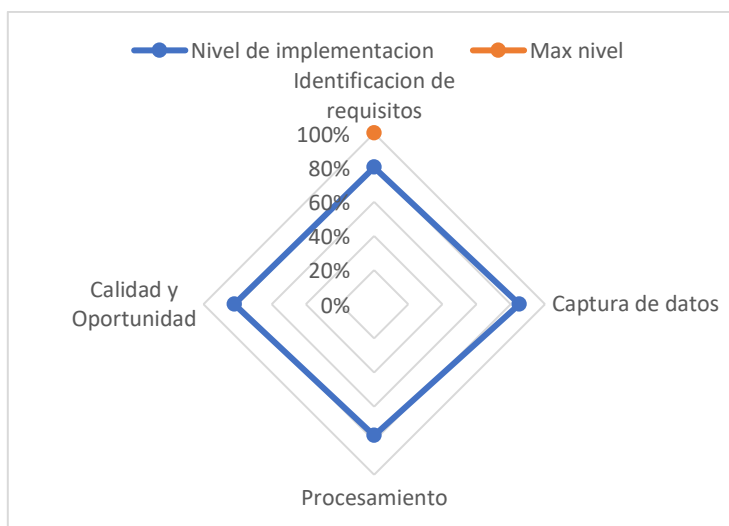 Nivel de implementacion
Max nivel
Identificacion de
requisitos
100%
80%
60%
40%
20%
0%
Calidad y
Oportunidad
Captura de datos
Procesamiento